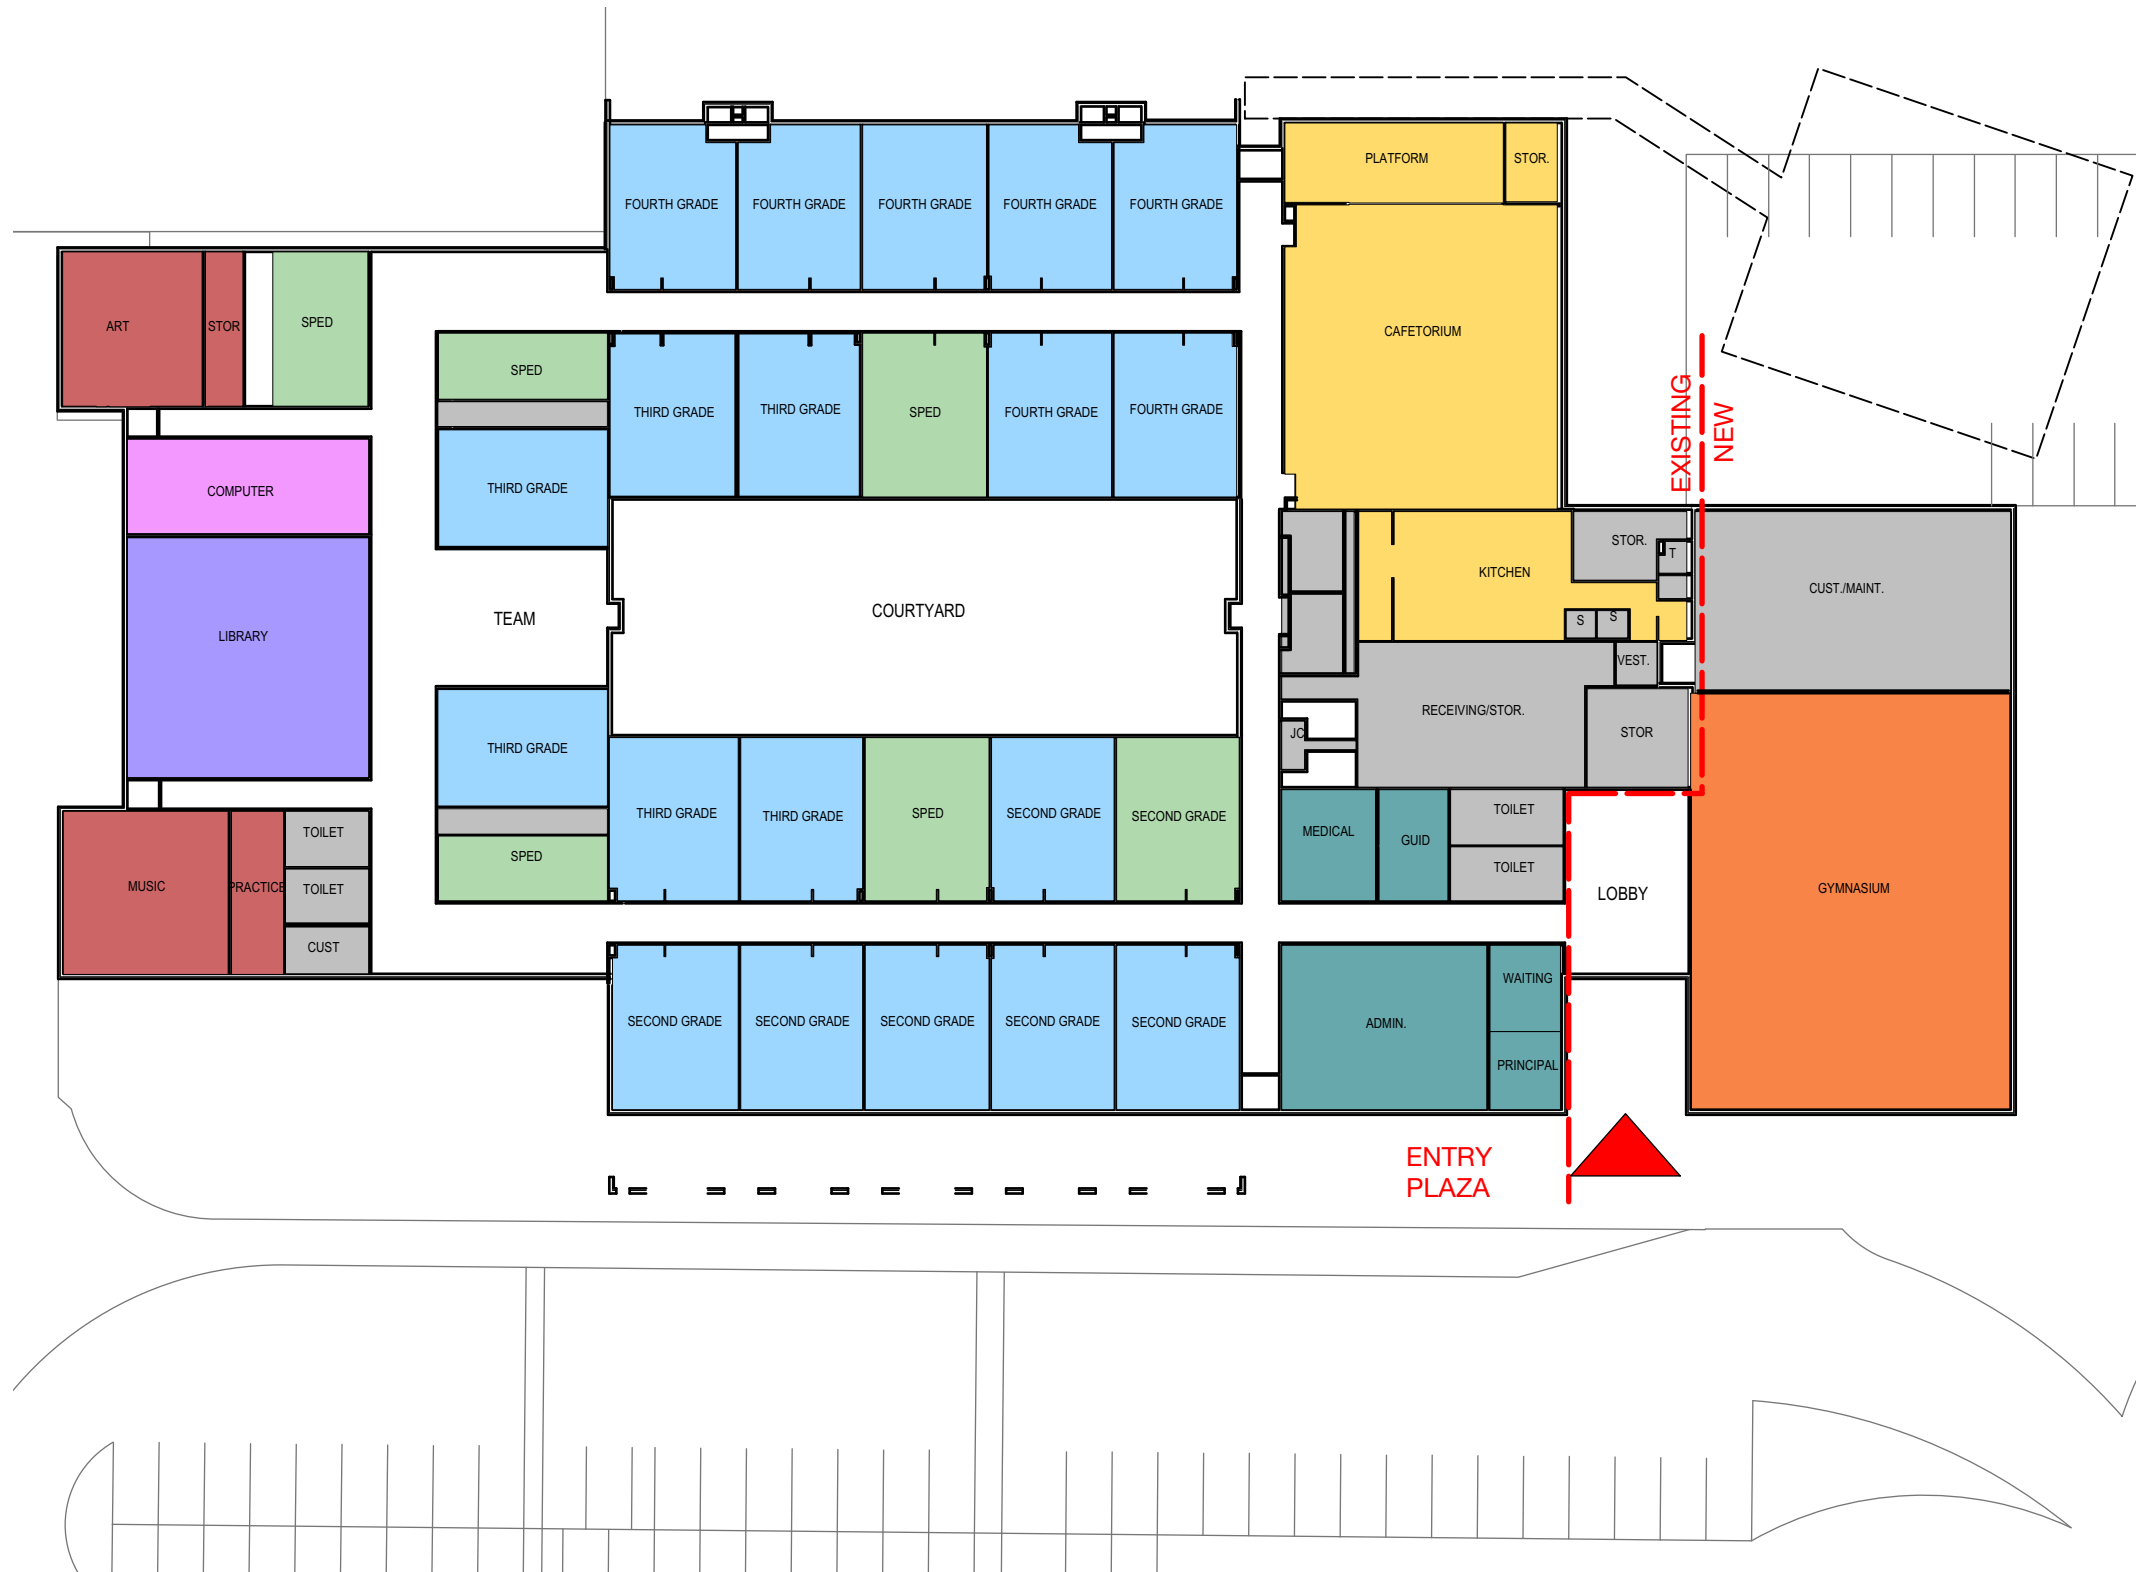 PLATFORM
STOR.
FOURTH GRADE
FOURTH GRADE
FOURTH GRADE
FOURTH GRADE
FOURTH GRADE
ART
STOR
SPED
CAFETORIUM
SPED
THIRD GRADE
THIRD GRADE
SPED
FOURTH GRADE
FOURTH GRADE
EXISTING
NEW
COMPUTER
THIRD GRADE
STOR.
T
KITCHEN
CUST./MAINT.
LIBRARY
TEAM
COURTYARD
S
S
VEST.
THIRD GRADE
RECEIVING/STOR.
STOR
JC
THIRD GRADE
THIRD GRADE
SPED
SECOND GRADE
SECOND GRADE
MEDICAL
GUID
TOILET
TOILET
TOILET
MUSIC
PRACTICE
TOILET
CUST
SPED
LOBBY
GYMNASIUM
SECOND GRADE
SECOND GRADE
SECOND GRADE
SECOND GRADE
SECOND GRADE
ADMIN.
WAITING
PRINCIPAL
ENTRY
PLAZA